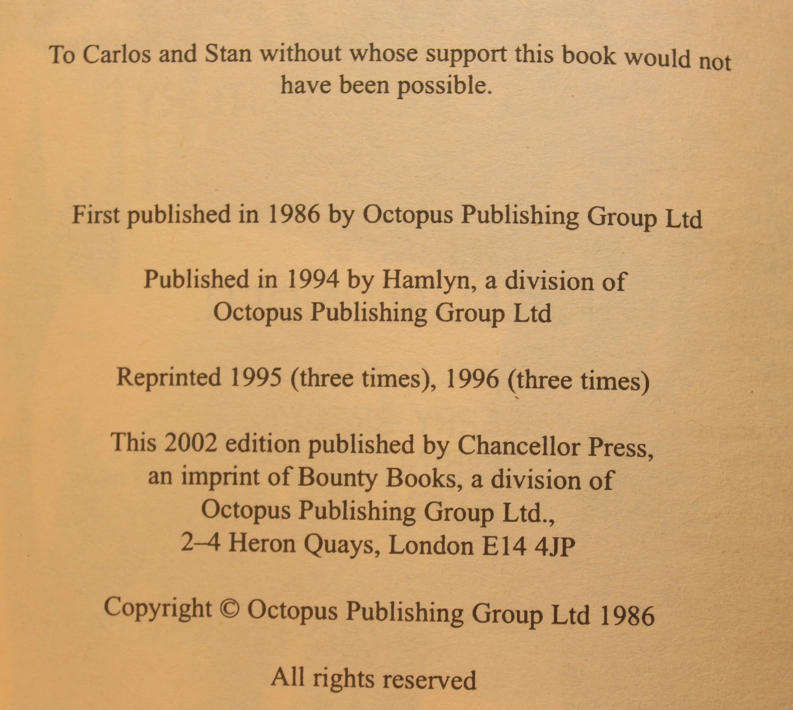 To Carlos and Stan without whose support this book would not
have been possible.
First published in 1986 by Octopus Publishing Group Ltd
Published in 1994 by Hamlyn, a division of
Octopus Publishing Group Ltd
Reprinted 1995 (three times), 1996 (three times)
This 2002 edition published by Chancellor Press,
an imprint of Bounty Books, a division of
Octopus Publishing Group Ltd.,
2–4 Heron Quays, London E14 4JP
Copyright © Octopus Publishing Group Ltd 1986
All rights reserved